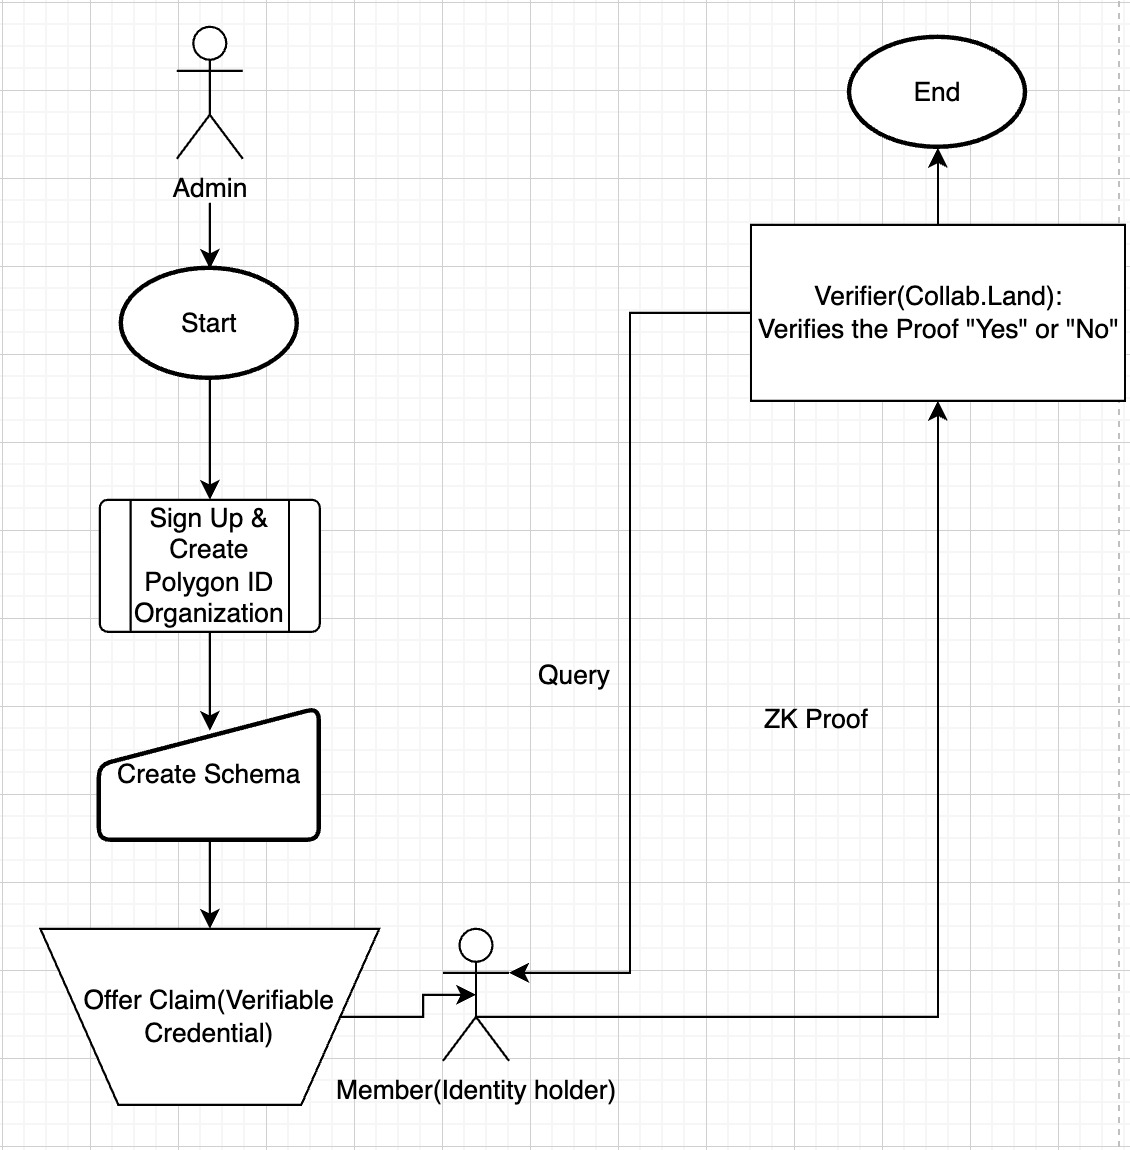 Admin
Start
Sign Up &
Create
Polygon ID
Organization
Create Schema
Offer Claim(Verifiable
Credential)
Member(Identity holder)
Query
ZK Proof
Verifier(Collab.Land):
Verifies the Proof "Yes" or "No"
End